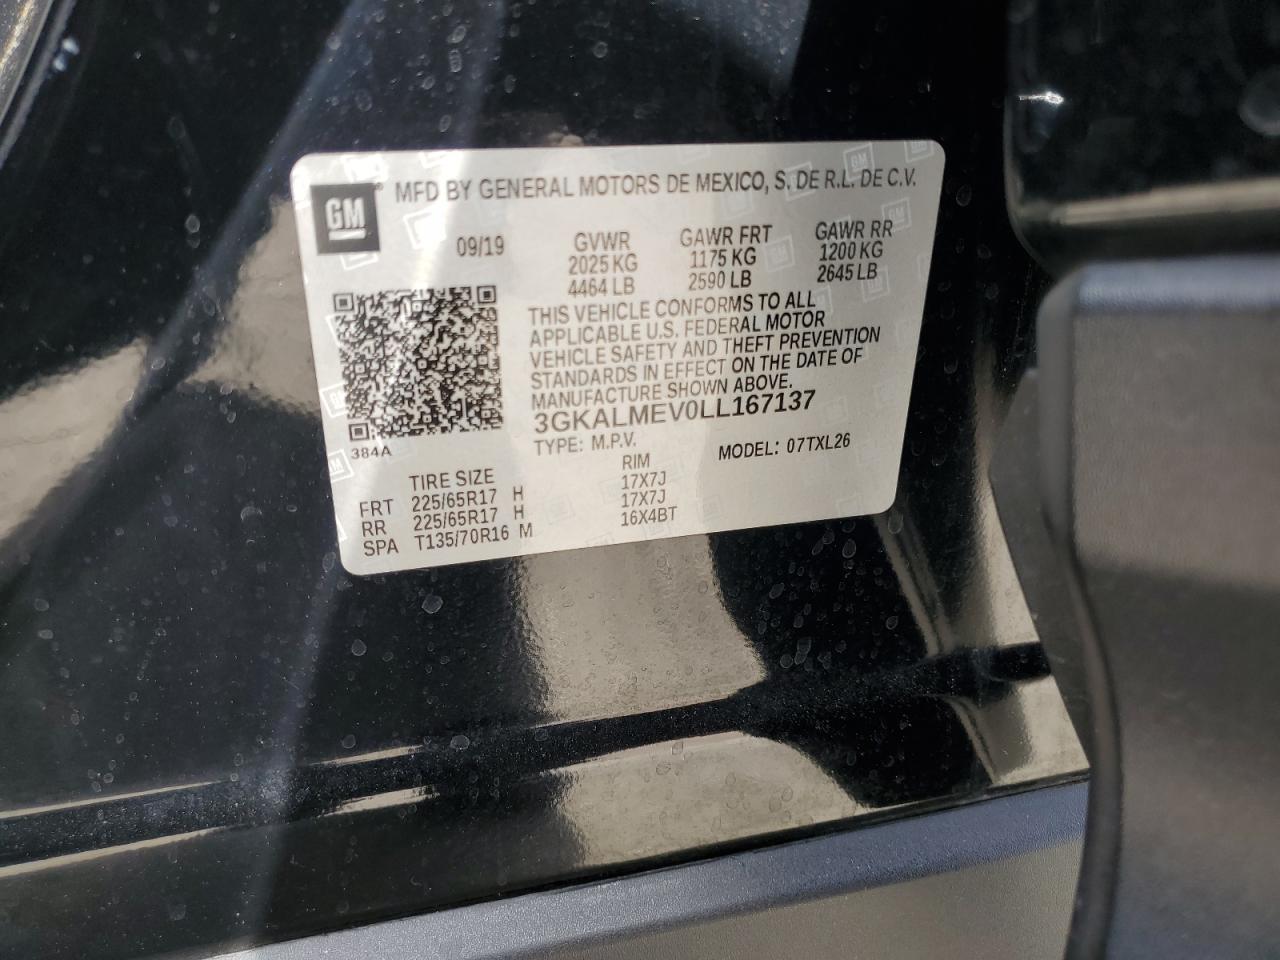 GM
MFD BY GENERAL MOTORS DE MEXICO, S. DE R.L. DE C.V.
09/19
GVWR GAWR FRT GAWR RR
2025 KG 1175 KG 1200 KG
4464 LB 2590 LB 2645 LB
THIS VEHICLE CONFORMS TO ALL
APPLICABLE U.S. FEDERAL MOTOR
VEHICLE SAFETY AND THEFT PREVENTION
STANDARDS IN EFFECT ON THE DATE OF
MANUFACTURE SHOWN ABOVE.
3GKALMEV0LL167137
384A
TYPE: M.P.V. MODEL: 07TXL26
TIRE SIZE RIM
FRT 225/65R17 H 17X7J
RR 225/65R17 H 17X7J
SPA T135/70R16 M 16X4BT